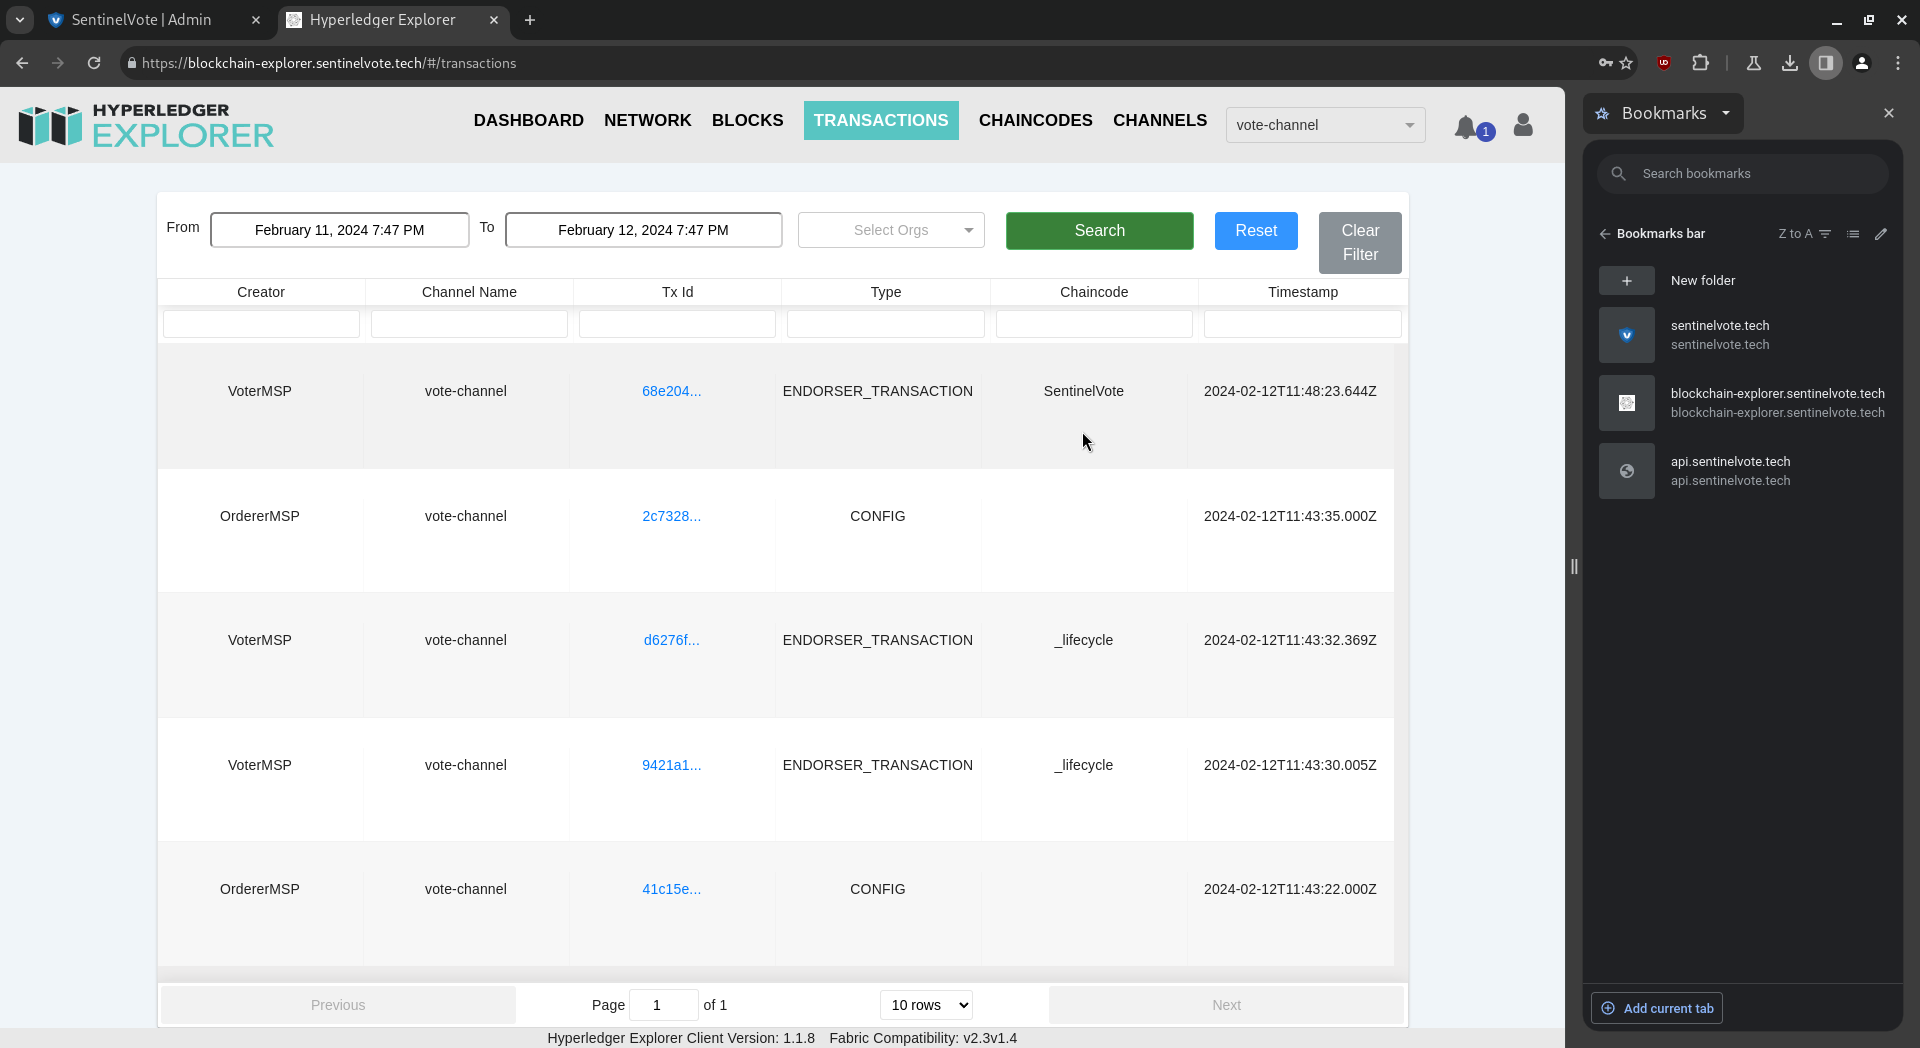 SentinelVote | Admin
Hyperledger Explorer
https://blockchain-explorer.sentinelvote.tech/#/transactions
HYPERLEDGER
EXPLORER
DASHBOARD NETWORK BLOCKS TRANSACTIONS CHAINCODES CHANNELS
vote-channel
1
From February 11, 2024 7:47 PM To February 12, 2024 7:47 PM Select Orgs Search Reset Clear Filter
Creator Channel Name Tx Id Type Chaincode Timestamp
VoterMSP vote-channel 68e204... ENDORSER_TRANSACTION SentinelVote 2024-02-12T11:48:23.644Z
OrdererMSP vote-channel 2c7328... CONFIG 2024-02-12T11:43:35.000Z
VoterMSP vote-channel d6276f... ENDORSER_TRANSACTION _lifecycle 2024-02-12T11:43:32.369Z
VoterMSP vote-channel 9421a1... ENDORSER_TRANSACTION _lifecycle 2024-02-12T11:43:30.005Z
OrdererMSP vote-channel 41c15e... CONFIG 2024-02-12T11:43:22.000Z
Previous Page 1 of 1 10 rows Next
Hyperledger Explorer Client Version: 1.1.8 Fabric Compatibility: v2.3v1.4
Bookmarks
Search bookmarks
Bookmarks bar Z to A
New folder
sentinelvote.tech
sentinelvote.tech
blockchain-explorer.sentinelvote.tech
blockchain-explorer.sentinelvote.tech
api.sentinelvote.tech
api.sentinelvote.tech
Add current tab